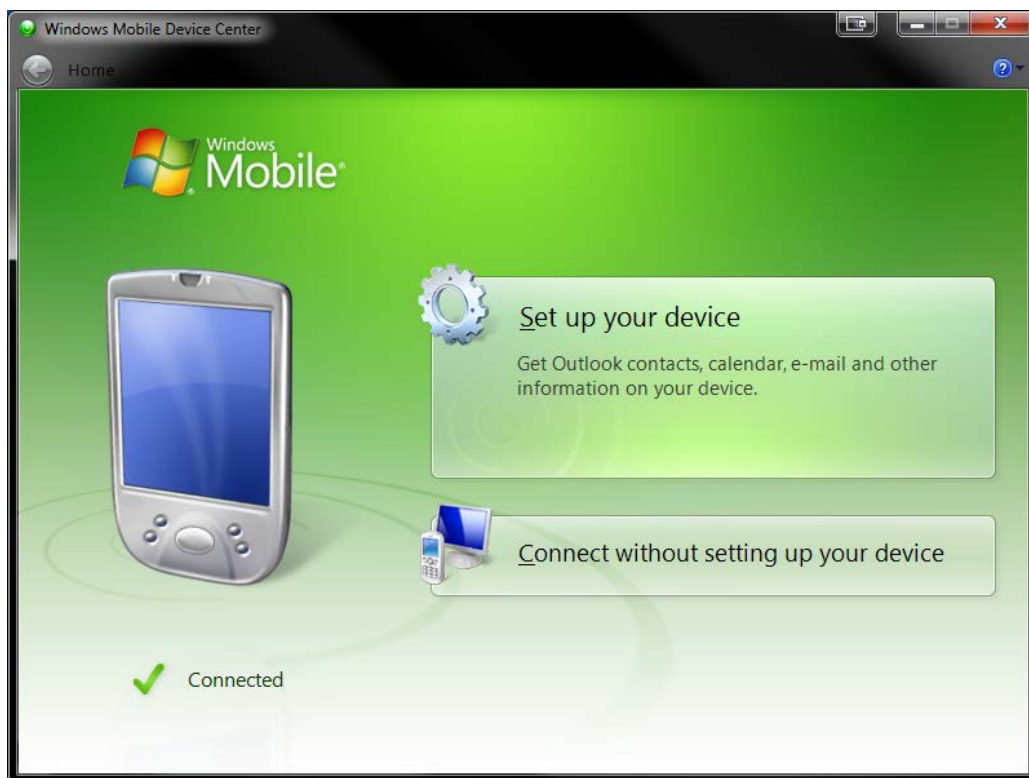 Windows Mobile Device Center
Home
Windows
Mobile®
Set up your device
Get Outlook contacts, calendar, e-mail and other
information on your device.
Connect without setting up your device
Connected